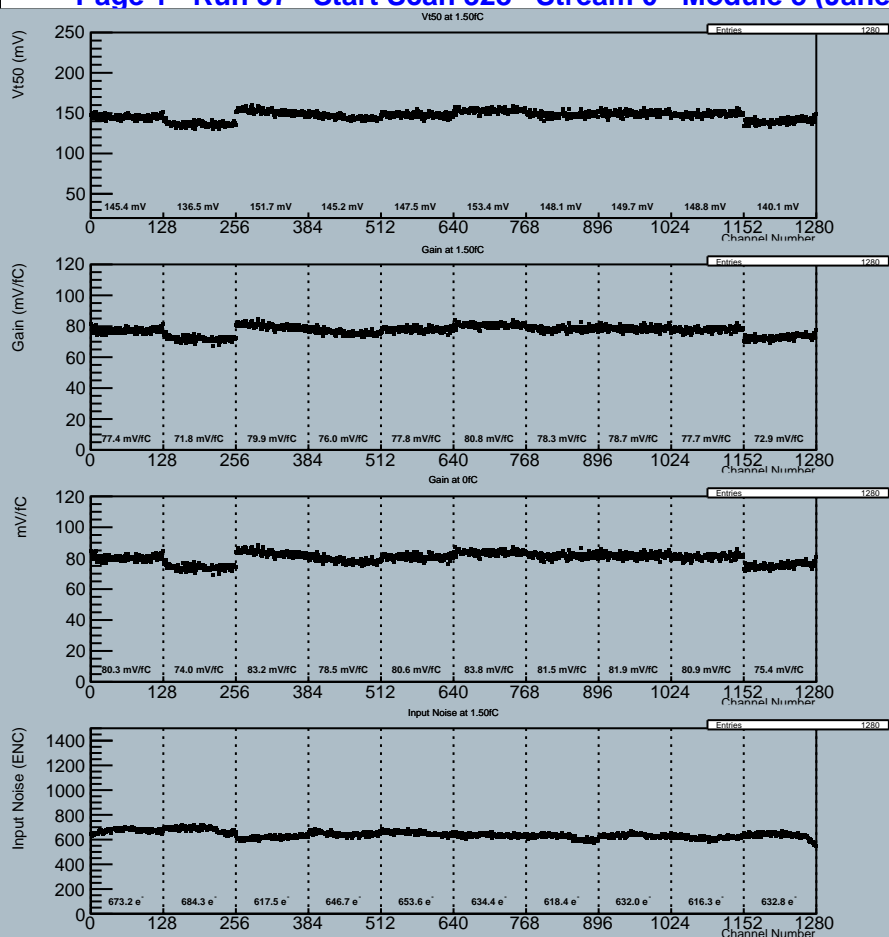 Vt50 at 1.50fC
Entries 1280
Vt50 (mV)
250
200
150
100
50
145.4 mV 136.5 mV 151.7 mV 145.2 mV 147.5 mV 153.4 mV 148.1 mV 149.7 mV 148.8 mV 140.1 mV
0 128 256 384 512 640 768 896 1024 1152 1280
Channel Number
Gain at 1.50fC
Entries 1280
Gain (mV/fC)
120
100
80
60
40
20
0
77.4 mV/fC 71.8 mV/fC 79.9 mV/fC 76.0 mV/fC 77.8 mV/fC 80.8 mV/fC 78.3 mV/fC 78.7 mV/fC 77.7 mV/fC 72.9 mV/fC
0 128 256 384 512 640 768 896 1024 1152 1280
Channel Number
Gain at 0fC
Entries 1280
mV/fC
120
100
80
60
40
20
0
80.3 mV/fC 74.0 mV/fC 83.2 mV/fC 78.5 mV/fC 80.6 mV/fC 83.8 mV/fC 81.5 mV/fC 81.9 mV/fC 80.9 mV/fC 75.4 mV/fC
0 128 256 384 512 640 768 896 1024 1152 1280
Channel Number
Input Noise at 1.50fC
Entries 1280
Input Noise (ENC)
1400
1200
1000
800
600
400
200
0
673.2 e⁻ 684.3 e⁻ 617.5 e⁻ 646.7 e⁻ 653.6 e⁻ 634.4 e⁻ 618.4 e⁻ 632.0 e⁻ 616.3 e⁻ 632.8 e⁻
0 128 256 384 512 640 768 896 1024 1152 1280
Channel Number